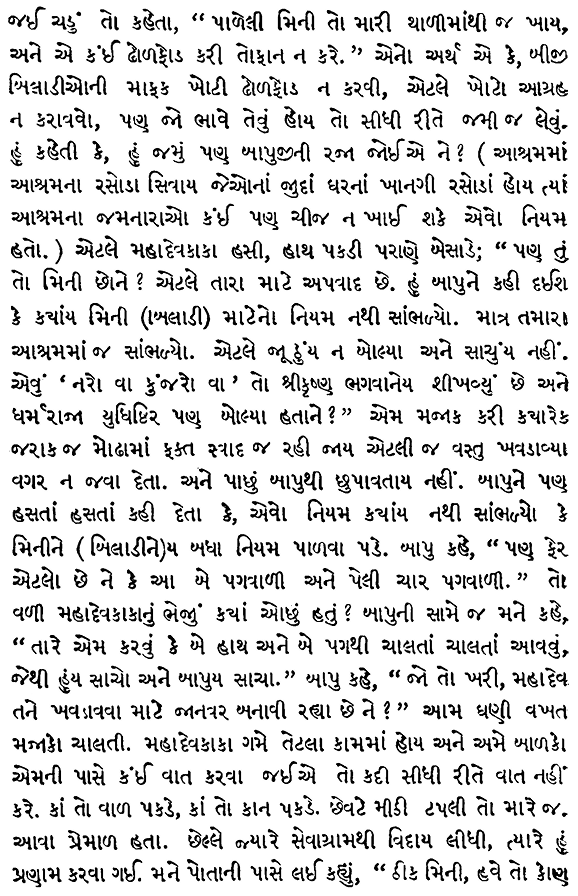 જઈ ચડું તો કહેતા, “ પાળેલી મિની તો મારી થાળીમાંથી જ ખાય,
અને એ કંઈ ઢોળફોડ કરી તોફાન ન કરે.” એનો અર્થ એ કે, બીજી
બિલાડીઓની માફક ખોટી ઢોળફોડ ન કરવી, એટલે ખોટો આગ્રહ
ન કરાવવો, પણ જો ભાવે તેવું હોય તો સીધી રીતે જમી જ લેવું.
હું કહેતી કે, હું જમું પણ બાપુજીની રજા જોઈએ ને? ( આશ્રમમાં
આશ્રમના રસોડા સિવાય જેઓનાં જુદાં ઘરનાં ખાનગી રસોડાં હોય ત્યાં
આશ્રમના જમનારાઓ કંઈ પણ ચીજ ન ખાઈ શકે એવો નિયમ
હતો.) એટલે મહાદેવકાકા હસી, હાથ પકડી પરાણે બેસાડે; “ પણ તું
તો મિની છોને? એટલે તારા માટે અપવાદ છે. હું બાપુને કહી દઈશ
કે ક્યાંય મિની (બિલાડી) માટેનો નિયમ નથી સાંભળ્યો. માત્ર તમારા
આશ્રમમાં જ સાંભળ્યો. એટલે જૂઠુંય ન બોલ્યા અને સાચુંય નહીં.
એવું ‘નરો વા કુંજરો વા’ તો શ્રીકૃષ્ણ ભગવાનેય શીખવ્યું છે અને
ધર્મરાજા યુધિષ્ઠિર પણ બોલ્યા હતાને?” એમ મજાક કરી ક્યારેક
જરાક જ મોઢામાં ફક્ત સ્વાદ જ રહી જાય એટલી જ વસ્તુ ખવડાવ્યા
વગર ન જવા દેતા. અને પાછું બાપુથી છુપાવતાય નહીં. બાપુને પણ
હસતાં હસતાં કહી દેતા કે, એવો નિયમ ક્યાંય નથી સાંભળ્યો કે
મિનીને (બિલાડીને)ય બધા નિયમ પાળવા પડે. બાપુ કહે, “પણ ફેર
એટલો છે ને કે આ બે પગવાળી અને પેલી ચાર પગવાળી.” તો
વળી મહાદેવકાકાનું ભેજું ક્યાં ઓછું હતું? બાપુની સામે જ મને કહે,
“તારે એમ કરવું કે બે હાથ અને બે પગથી ચાલતાં ચાલતાં આવવું,
જેથી હુંય સાચો અને બાપુય સાચા.” બાપુ કહે, “જો તો ખરી, મહાદેવ
તને ખવડાવવા માટે જાનવર બનાવી રહ્યા છે ને?” આમ ઘણી વખત
મજાકો ચાલતી. મહાદેવકાકા ગમે તેટલા કામમાં હોય અને અમે બાળકો
એમની પાસે કંઈ વાત કરવા જઈએ તો કદી સીધી રીતે વાત નહીં
કરે. કાં તો વાળ પકડે, કાં તો કાન પકડે. છેવટે મીઠી ટપલી તો મારે જ.
આવા પ્રેમાળ હતા. છેલ્લે જ્યારે સેવાગ્રામથી વિદાય લીધી, ત્યારે હું
પ્રણામ કરવા ગઈ. મને પોતાની પાસે લઈ કહ્યું, “ ઠીક મિની, હવે તો કોણ